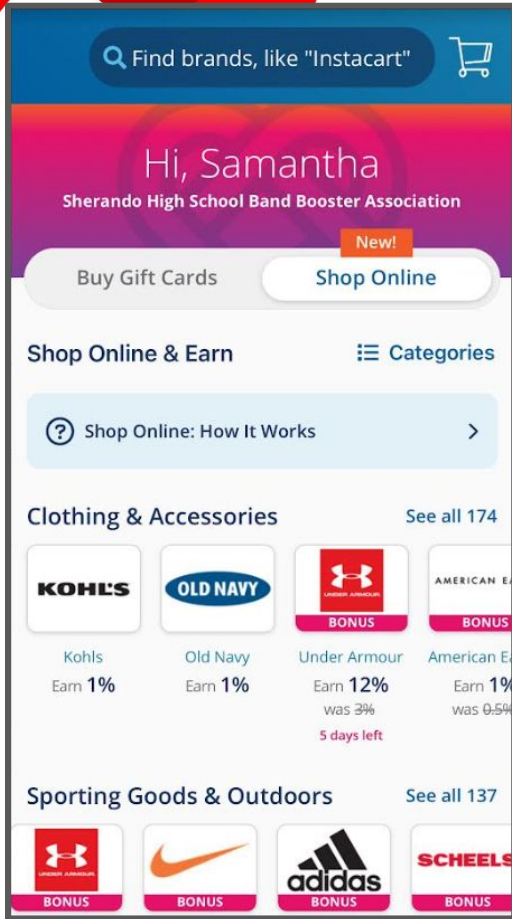 Find brands, like "Instacart"
Hi, Samantha
Sherando High School Band Booster Association
New!
Buy Gift Cards
Shop Online
Shop Online & Earn
Categories
Shop Online: How It Works
Clothing & Accessories
See all 174
KOHL'S
OLD NAVY
UNDER ARMOUR
BONUS
AMERICAN EA
BONUS
Kohls
Earn 1%
Old Navy
Earn 1%
Under Armour
Earn 12%
was 3%
5 days left
American Ea
Earn 1%
was 0.5%
Sporting Goods & Outdoors
See all 137
UNDER ARMOUR
BONUS
BONUS
adidas
BONUS
SCHEELS
BONUS